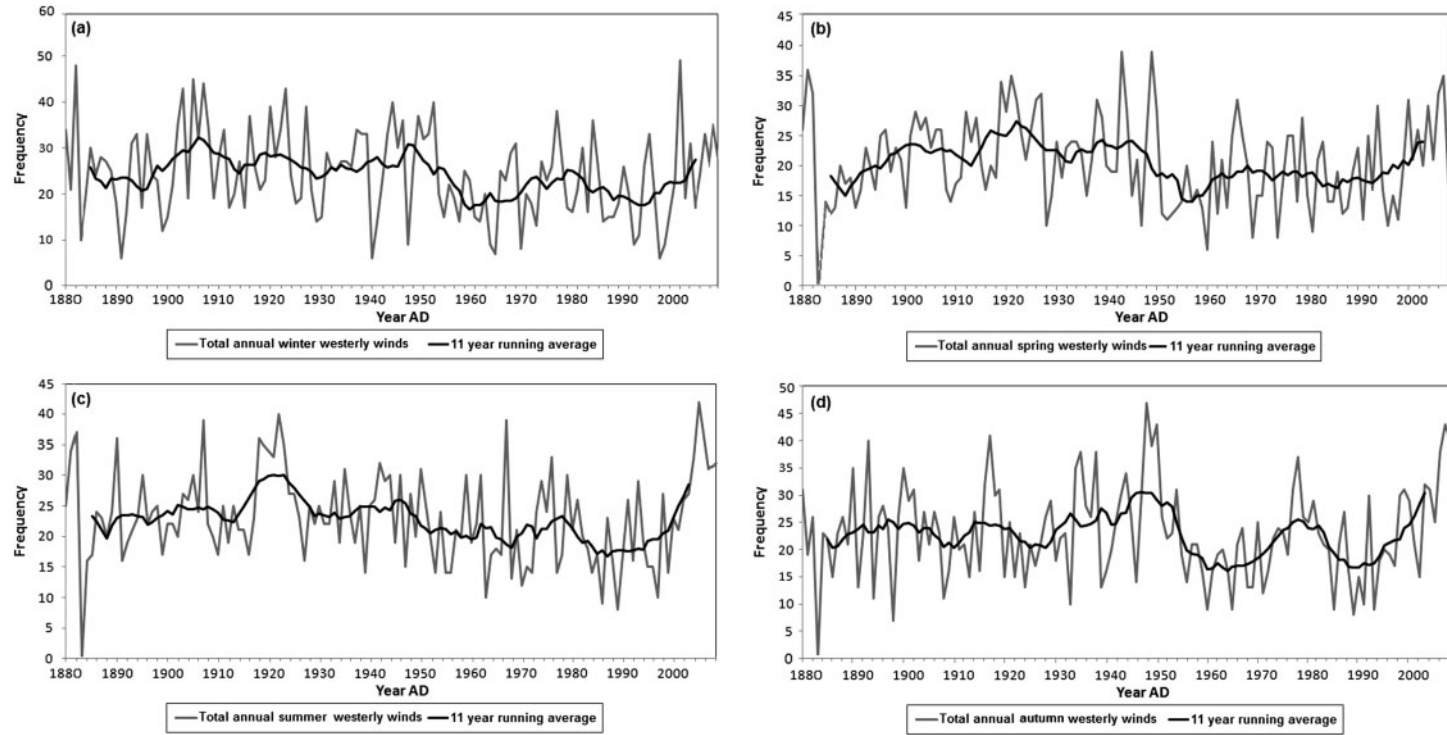 (a)
Frequency
60
50
40
30
20
10
0
1880 1890 1900 1910 1920 1930 1940 1950 1960 1970 1980 1990 2000
Year AD
Total annual winter westerly winds 11 year running average
(b)
Frequency
45
40
35
30
25
20
15
10
5
0
1880 1890 1900 1910 1920 1930 1940 1950 1960 1970 1980 1990 2000
Year AD
Total annual spring westerly winds 11 year running average
(c)
Frequency
45
40
35
30
25
20
15
10
5
0
1880 1890 1900 1910 1920 1930 1940 1950 1960 1970 1980 1990 2000
Year AD
Total annual summer westerly winds 11 year running average
(d)
Frequency
50
45
40
35
30
25
20
15
10
5
0
1880 1890 1900 1910 1920 1930 1940 1950 1960 1970 1980 1990 2000
Year AD
Total annual autumn westerly winds 11 year running average